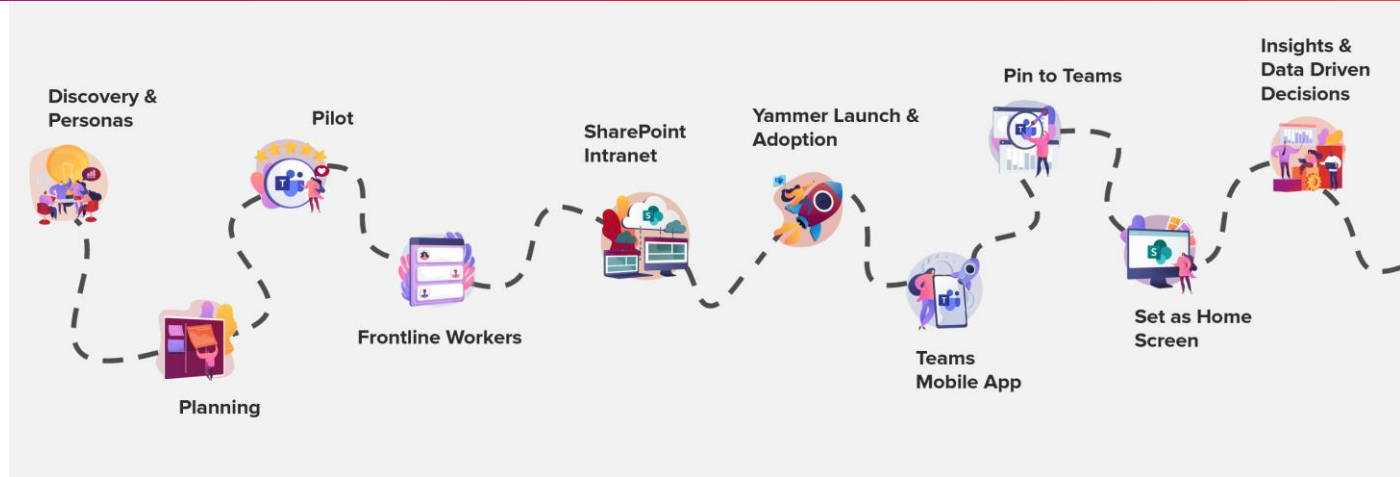 Discovery &
Personas
Planning
Pilot
Frontline Workers
SharePoint
Intranet
Yammer Launch &
Adoption
Teams
Mobile App
Pin to Teams
Set as Home
Screen
Insights &
Data Driven
Decisions